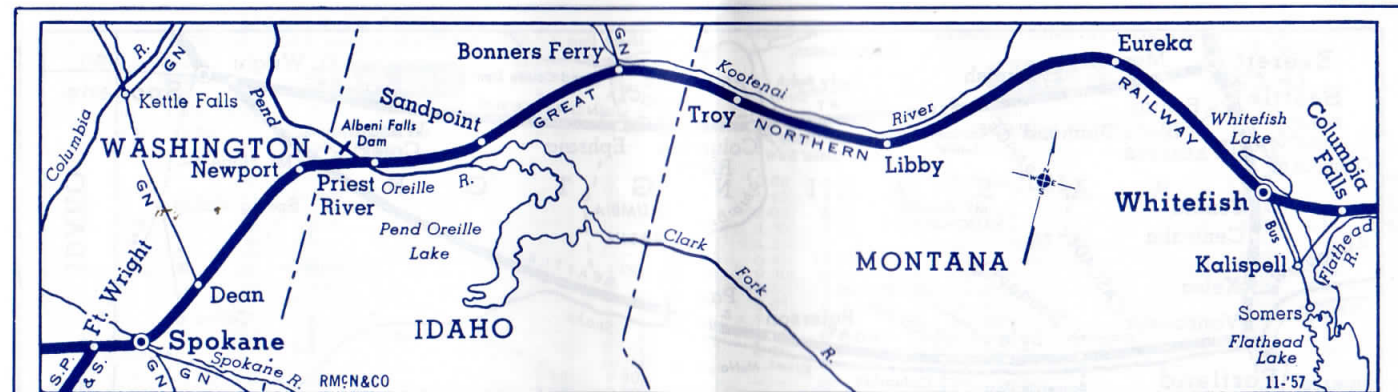 Columbia R.
GN
Kettle Falls
Pend
Albeni Falls
Dam
WASHINGTON
Newport
Priest
River
Oreille
R.
Sandpoint
Bonners Ferry
GN
GREAT
NORTHERN
RAILWAY
Kootenai
River
Troy
Libby
Eureka
Whitefish
Lake
Columbia
Falls
Whitefish
Bus
Kalispell
Flathead
R.
Somers
Flathead
Lake
Pend Oreille
Lake
Clark
Fork
R.
N
E
S
W
MONTANA
IDAHO
GN
Ft. Wright
Dean
Spokane
Spokane R.
GN
GN
S.P.
& S.
RMCN&CO
11-'57